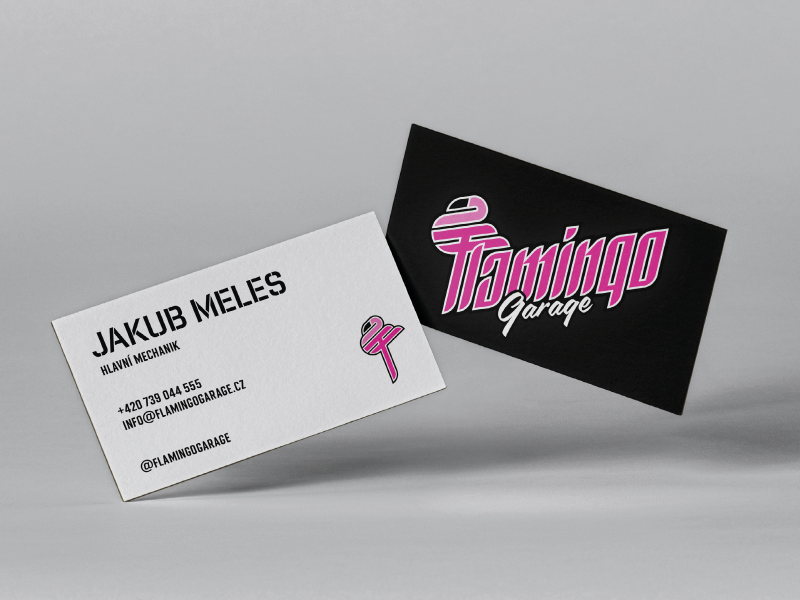 JAKUB MELES
HLAVNÍ MECHANIK
+420 739 044 555
INFO@FLAMINGOGARAGE.CZ
@FLAMINGOGARAGE
Flamingo
Garage